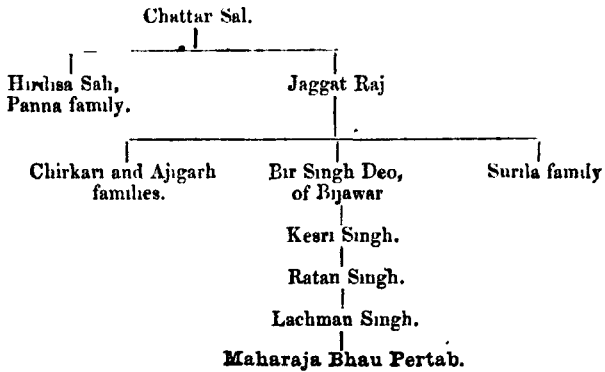 Chattar Sal.
Hirdisa Sah,
Panna family.
Jaggat Raj
Chirkari and Ajigarh
families.
Bir Singh Deo,
of Bijawar
Surila family
Kesri Singh.
Ratan Singh.
Lachman Singh.
Maharaja Bhau Pertab.